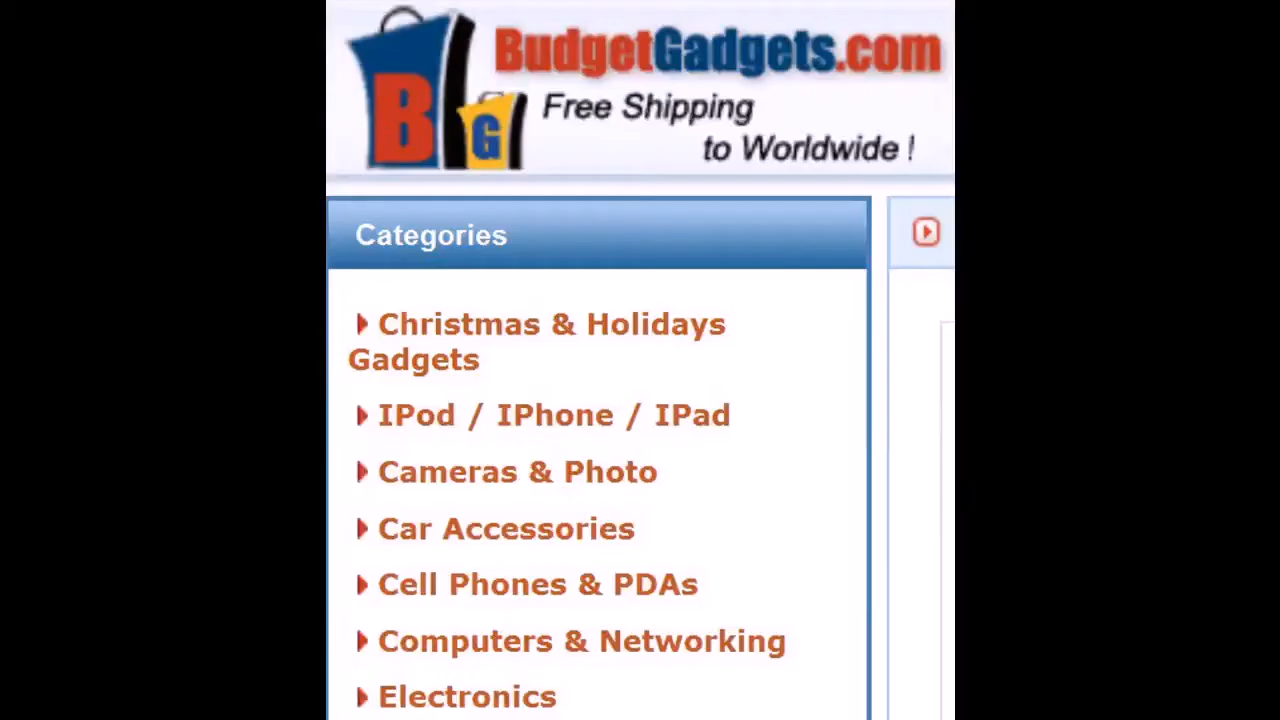 BudgetGadgets.com
B
G
Free Shipping
to Worldwide !
Categories
Christmas & Holidays
Gadgets
IPod / IPhone / IPad
Cameras & Photo
Car Accessories
Cell Phones & PDAs
Computers & Networking
Electronics